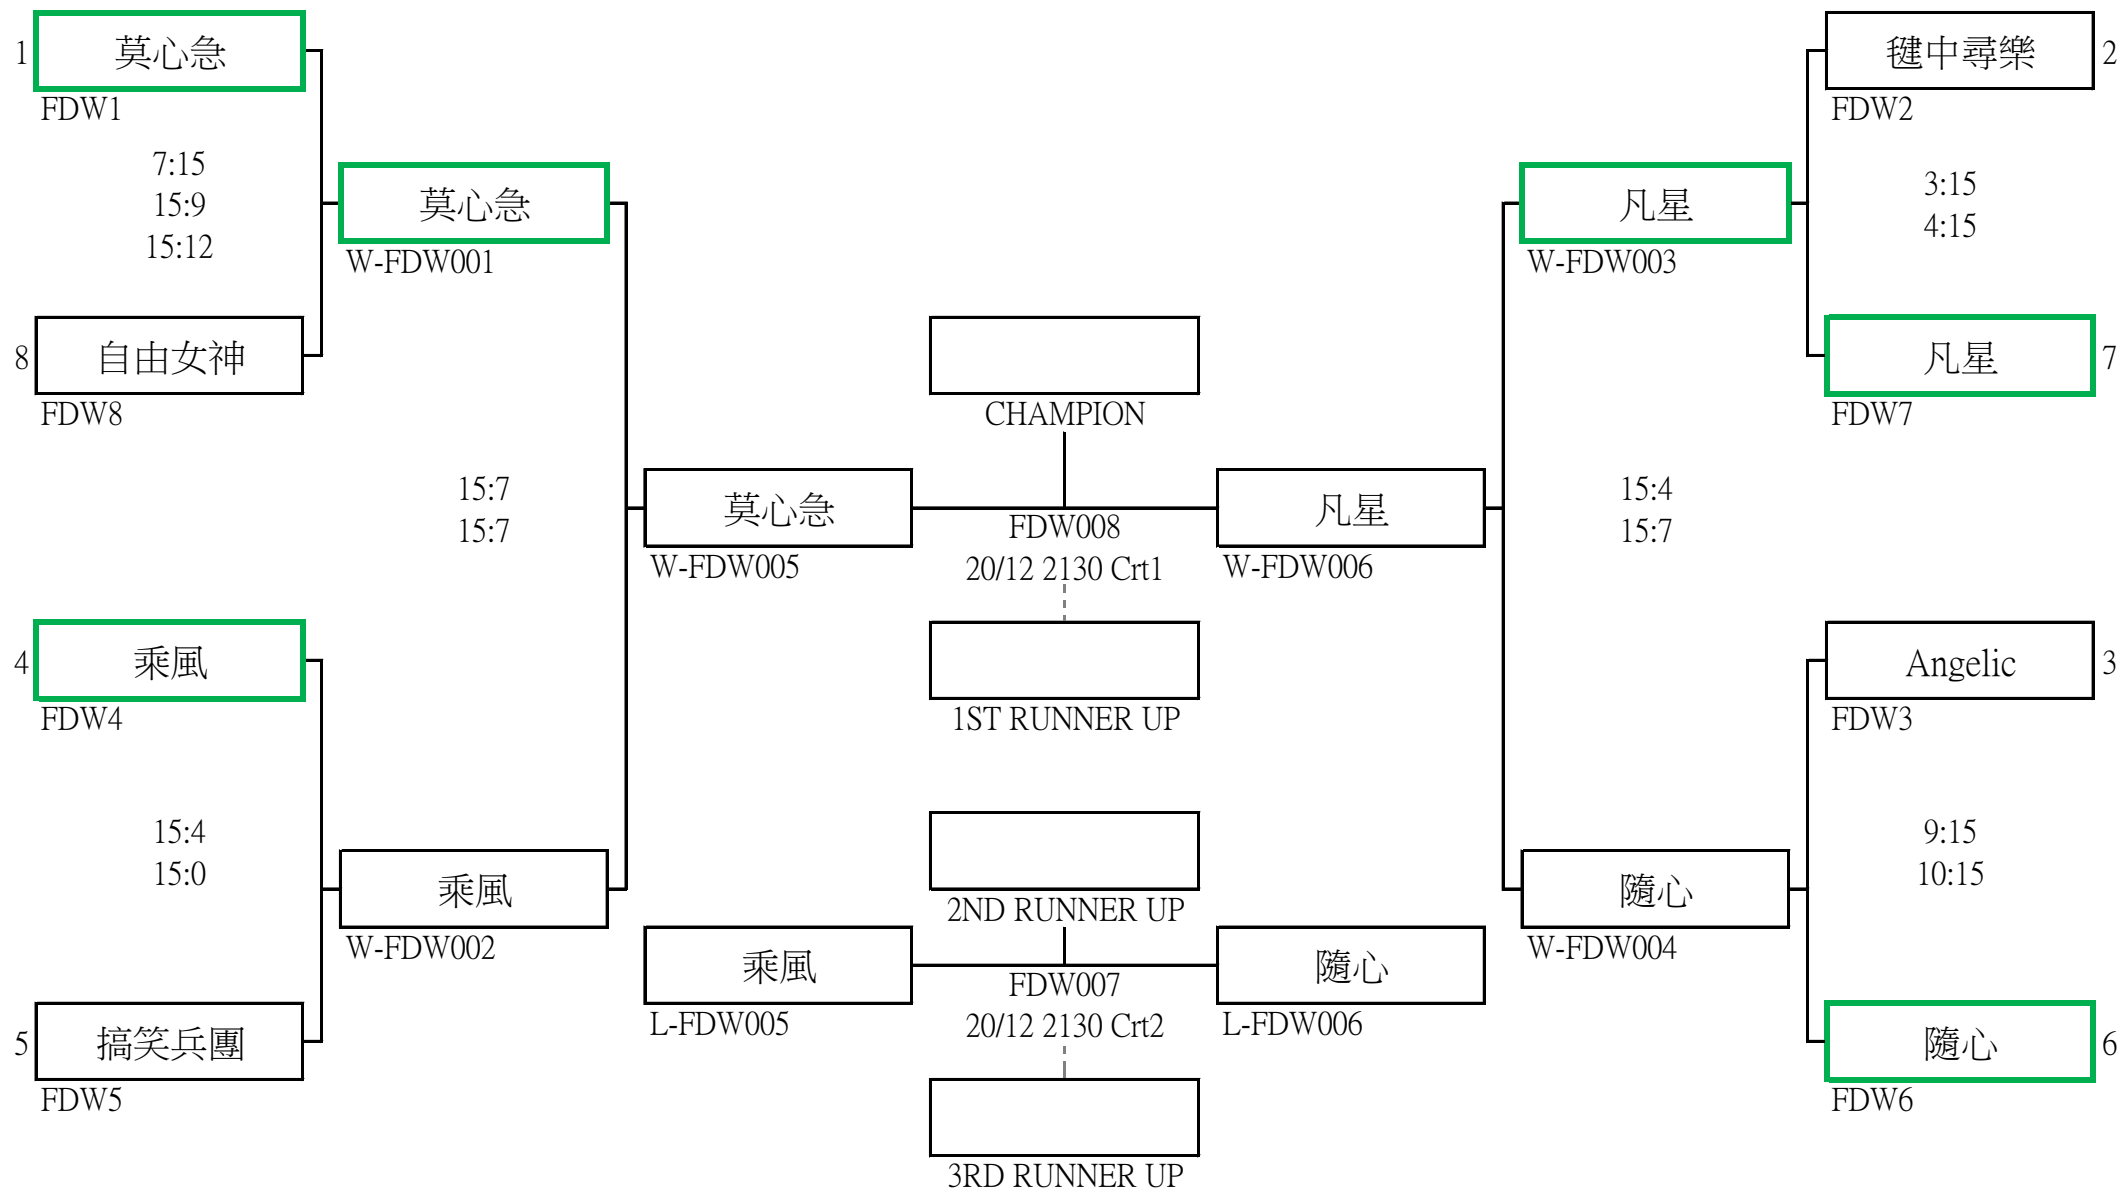 1
莫心急
FDW1
7:15
15:9
15:12
8
自由女神
FDW8
莫心急
W-FDW001
15:7
15:7
4
乘風
FDW4
15:4
15:0
5
搞笑兵團
FDW5
乘風
W-FDW002
莫心急
W-FDW005
CHAMPION
FDW008
20/12 2130 Crt1
1ST RUNNER UP
凡星
W-FDW006
乘風
L-FDW005
2ND RUNNER UP
FDW007
20/12 2130 Crt2
3RD RUNNER UP
隨心
L-FDW006
凡星
W-FDW003
15:4
15:7
隨心
W-FDW004
毽中尋樂
2
FDW2
3:15
4:15
凡星
7
FDW7
Angelic
3
FDW3
9:15
10:15
隨心
6
FDW6